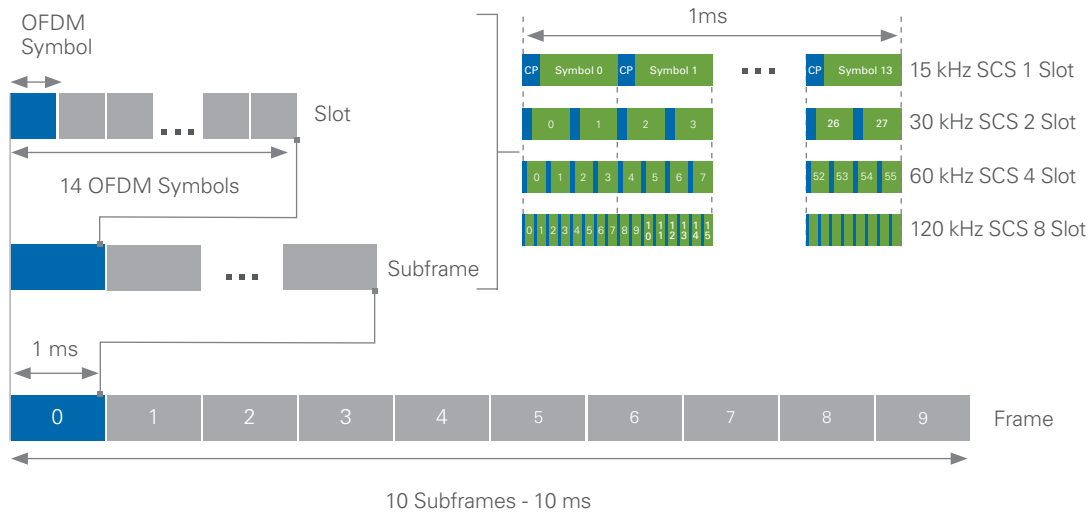 OFDM
Symbol
Slot
14 OFDM Symbols
Subframe
1 ms
0 1 2 3 4 5 6 7 8 9 Frame
10 Subframes - 10 ms
1ms
CP Symbol 0 CP Symbol 1 CP Symbol 13 15 kHz SCS 1 Slot
0 1 2 3 26 27 30 kHz SCS 2 Slot
0 1 2 3 4 5 6 7 52 53 54 55 60 kHz SCS 4 Slot
0 1 2 3 4 5 6 7 8 9 10 11 12 13 14 15 120 kHz SCS 8 Slot